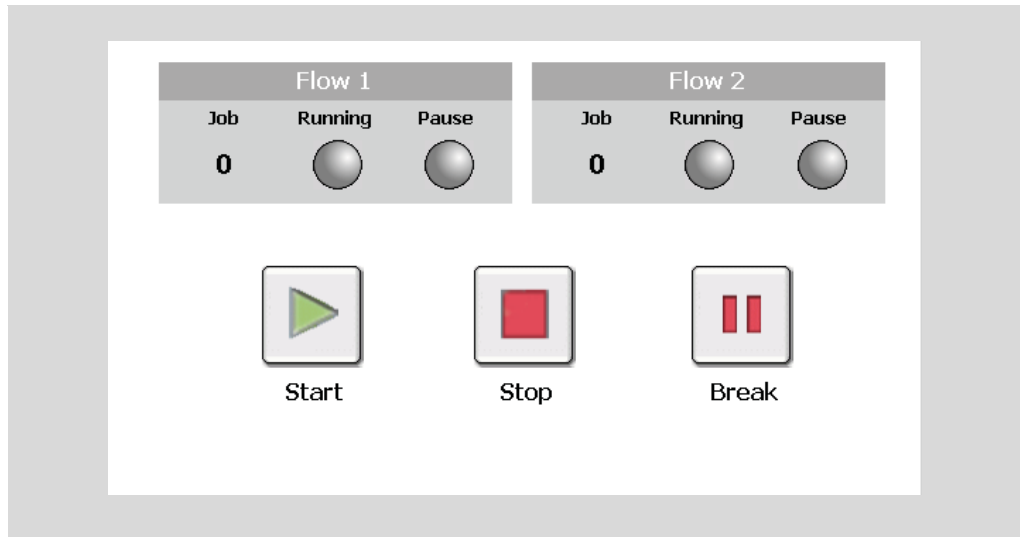 Flow 1
Job Running Pause
0
Flow 2
Job Running Pause
0
Start Stop Break